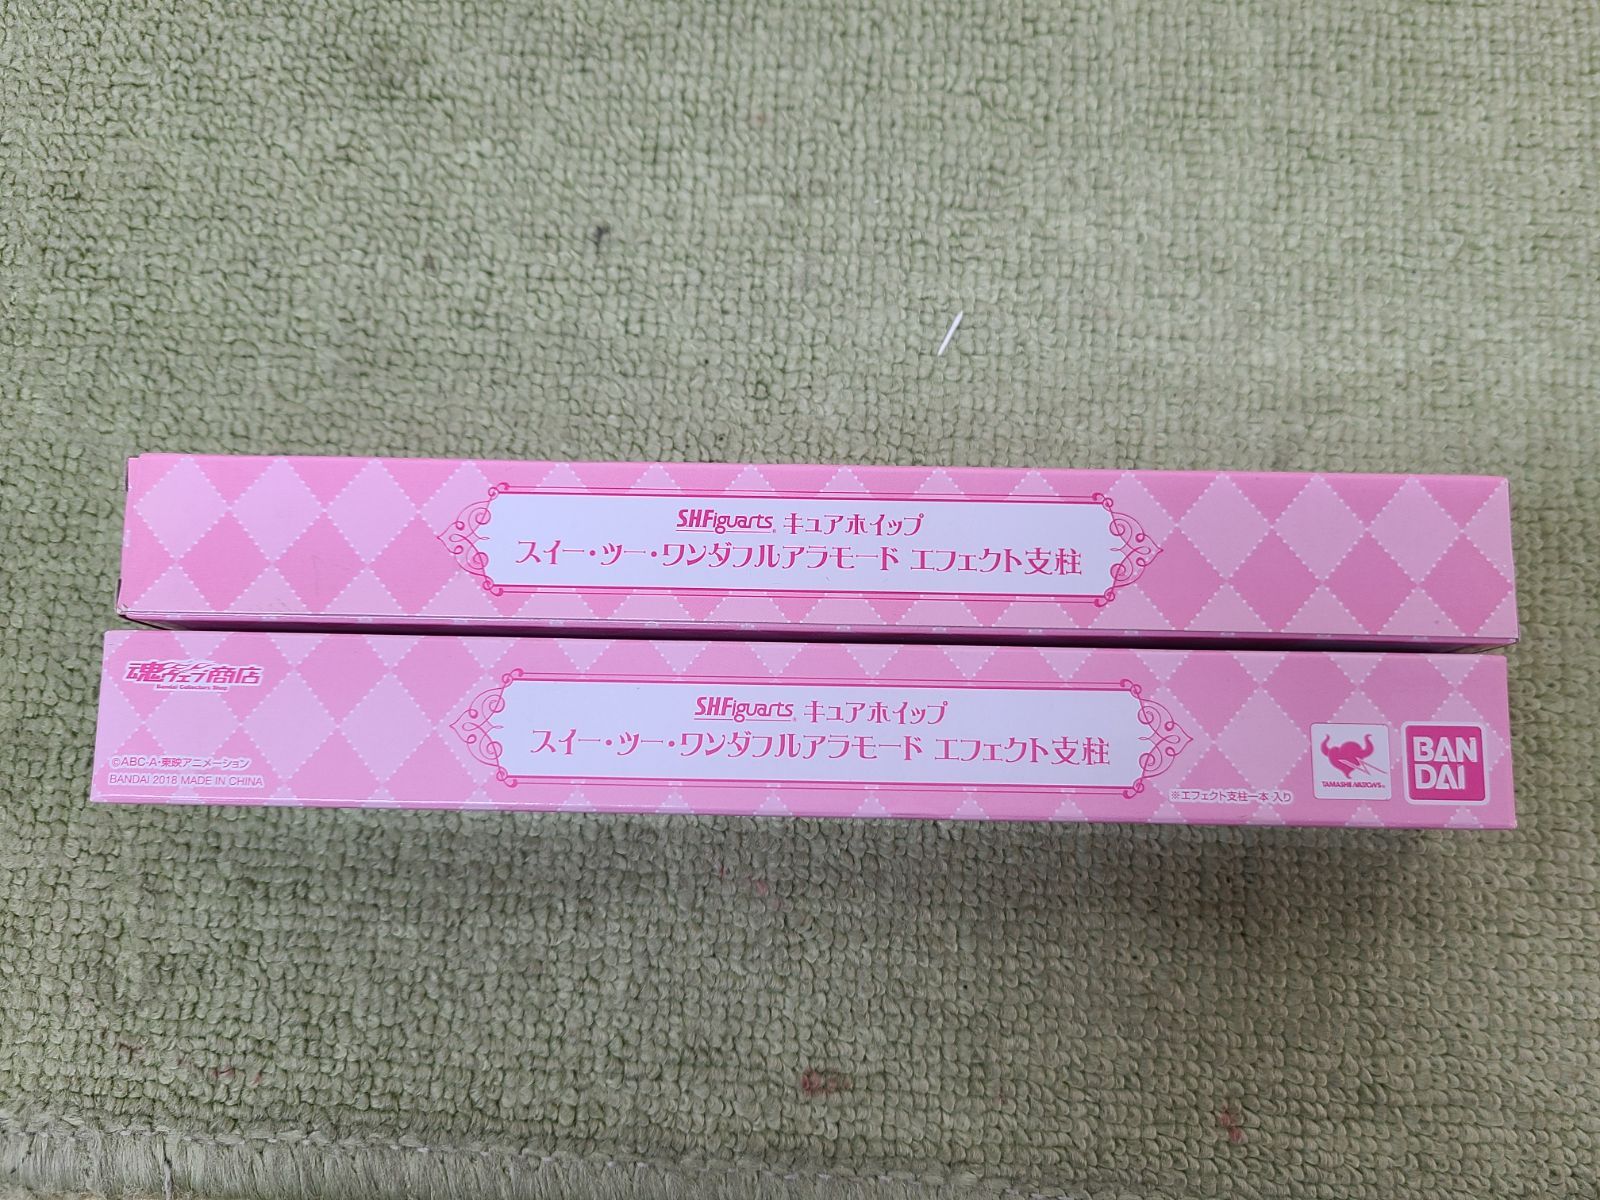 S.H.Figuarts キュアホイップ
スイー・ツー・ワンダフルアラモード エフェクト支柱
魂ウェブ商店
Bandai Collectors Shop
S.H.Figuarts キュアホイップ
スイー・ツー・ワンダフルアラモード エフェクト支柱
©ABC-A・東映アニメーション
BANDAI 2018 MADE IN CHINA
※エフェクト支柱一本入り
TAMASHII NATIONS
BAN
DAI